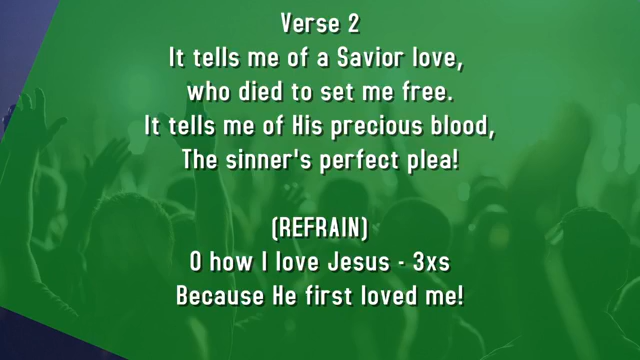 Verse 2
It tells me of a Savior love,
who died to set me free.
It tells me of His precious blood,
The sinner's perfect plea!
(REFRAIN)
O how I love Jesus - 3xs
Because He first loved me!